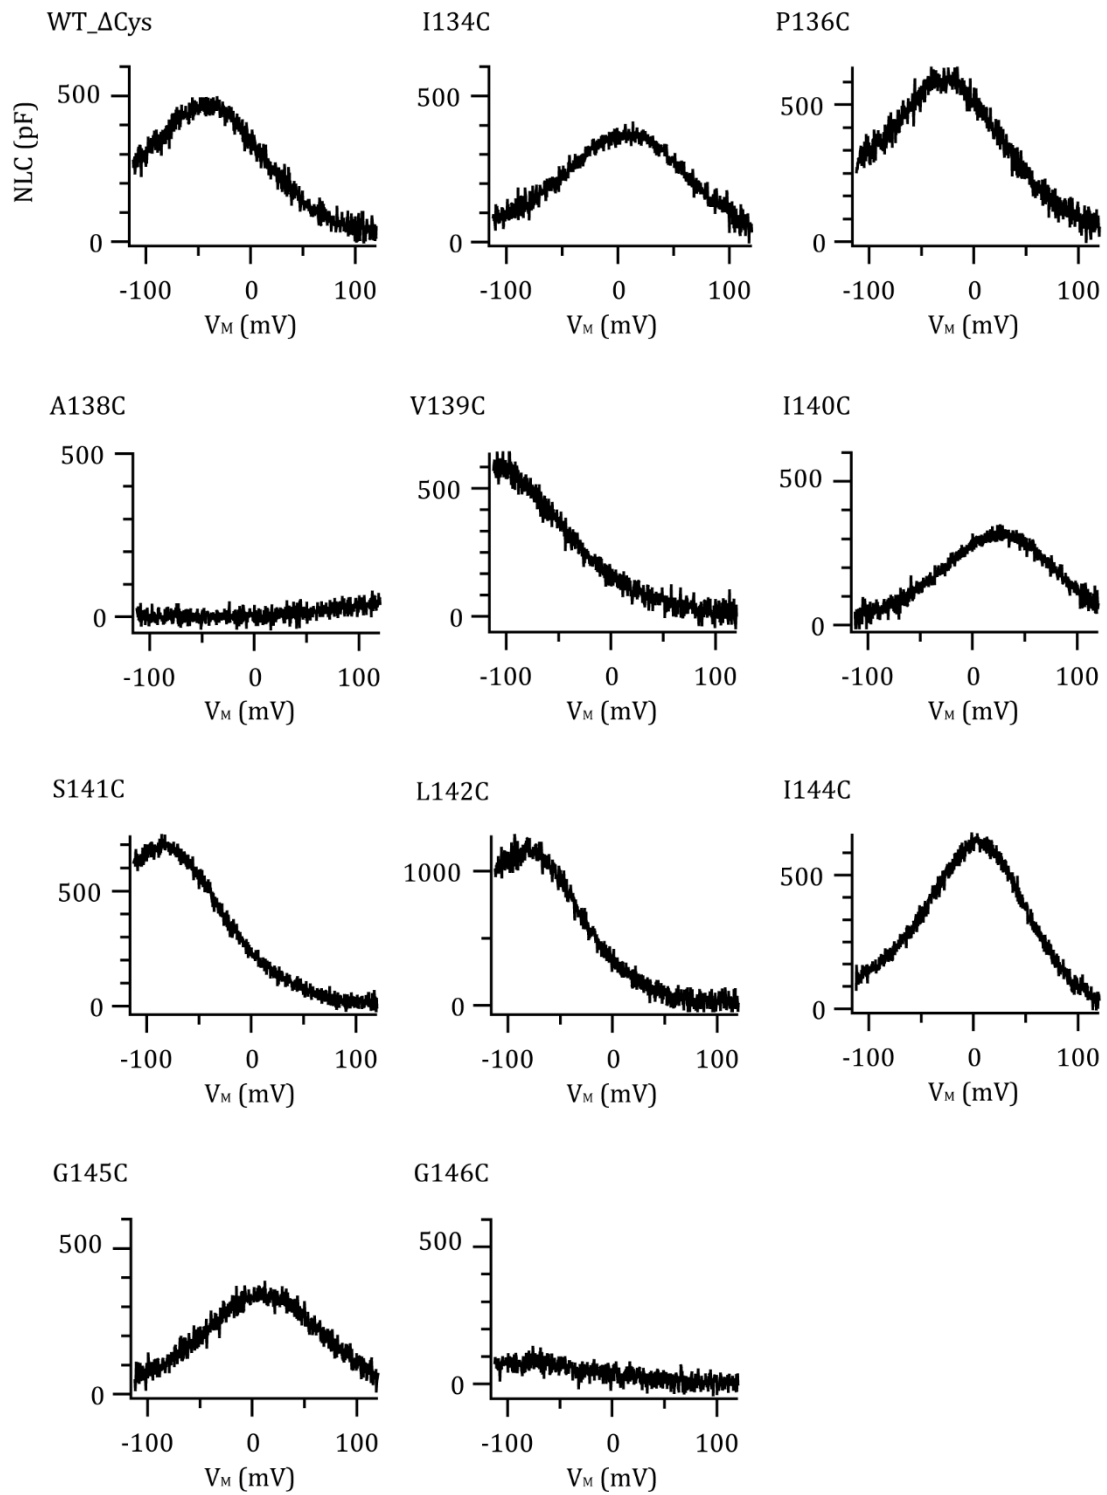 WT_ΔCys I134C P136C
NLC (pF)
500 500 500
0 0 0
-100 0 100 -100 0 100 -100 0 100
VM (mV) VM (mV) VM (mV)
A138C V139C I140C
500 500 500
0 0 0
-100 0 100 -100 0 100 -100 0 100
VM (mV) VM (mV) VM (mV)
S141C L142C I144C
500 1000 500
0 0 0
-100 0 100 -100 0 100 -100 0 100
VM (mV) VM (mV) VM (mV)
G145C G146C
500 500
0 0
-100 0 100 -100 0 100
VM (mV) VM (mV)